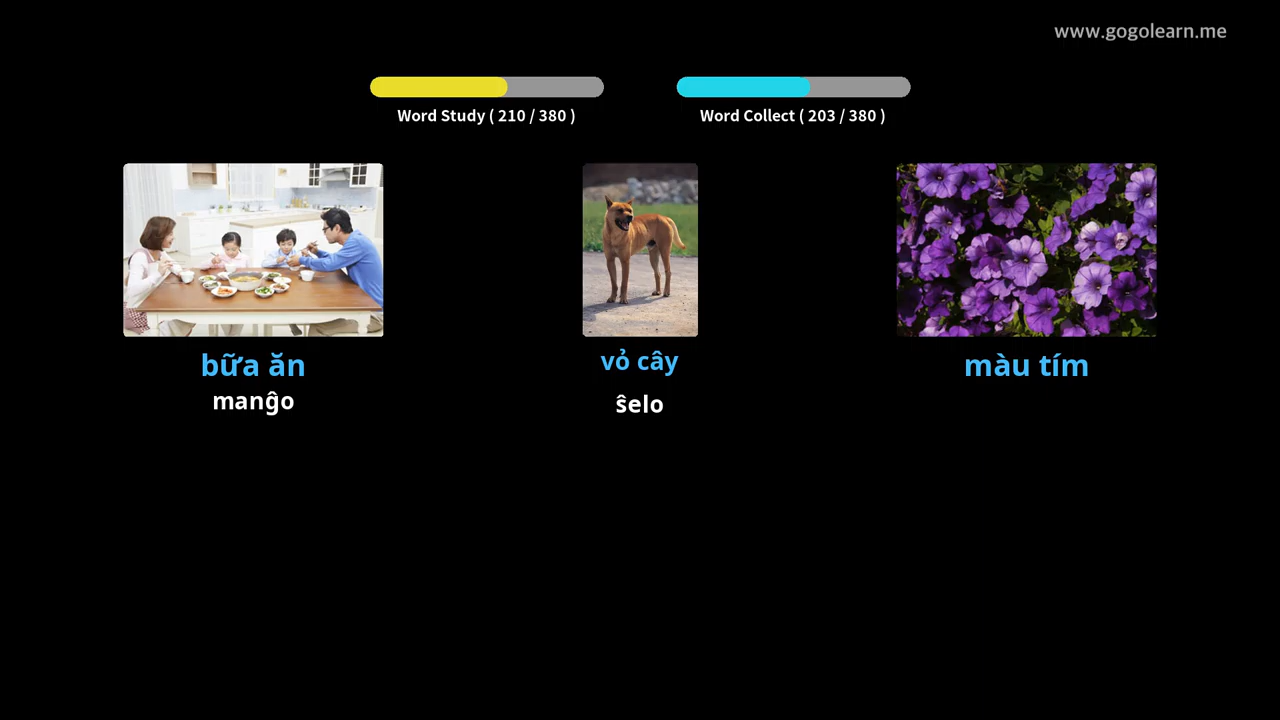 www.gogolearn.me
Word Study ( 210 / 380 )
Word Collect ( 203 / 380 )
bữa ăn
manĝo
vỏ cây
ŝelo
màu tím